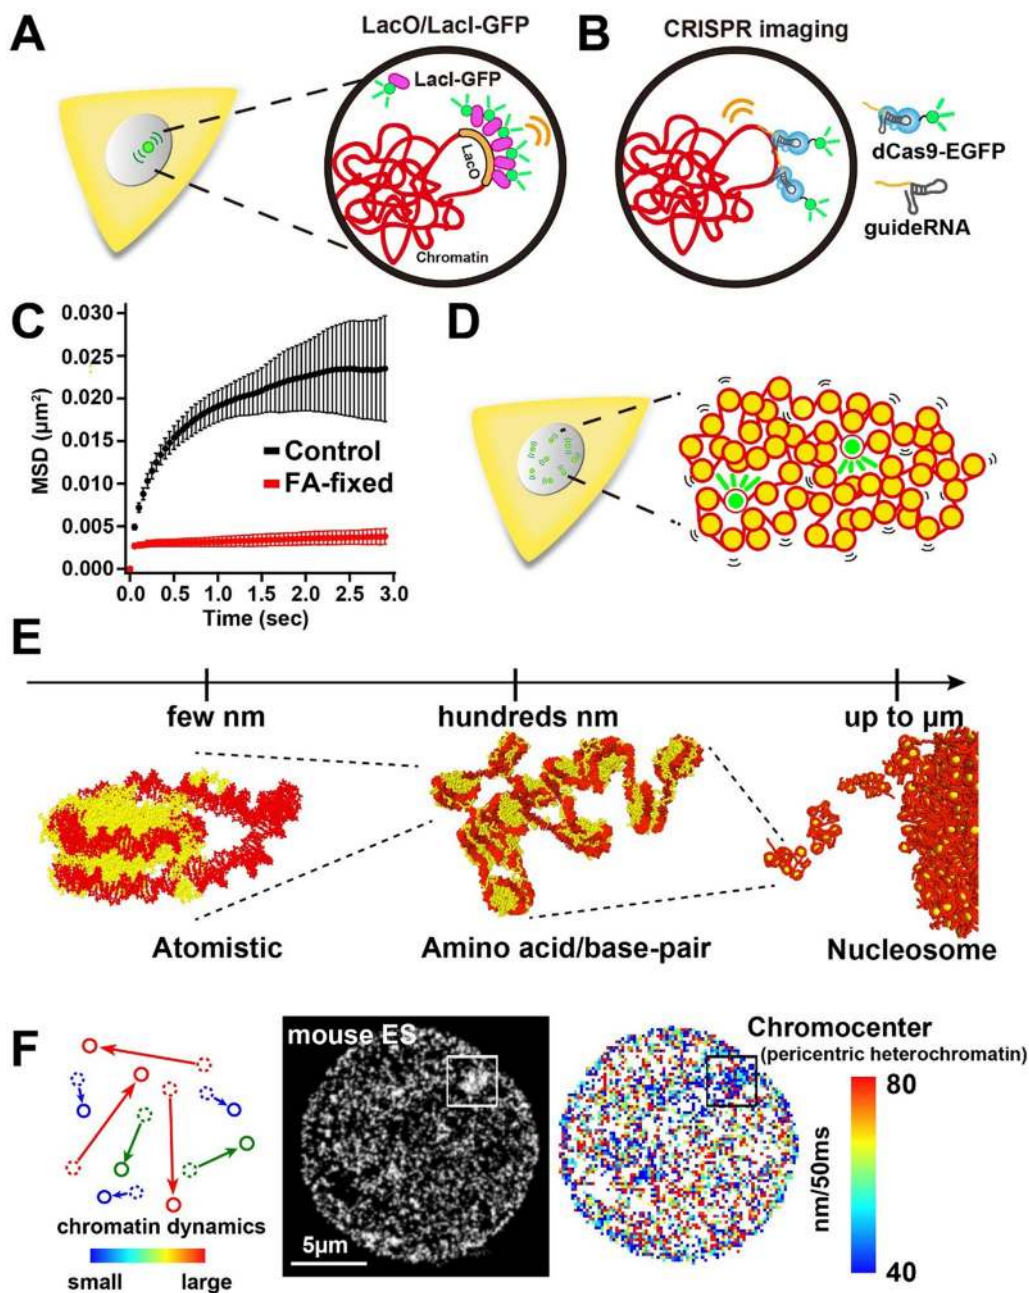 A
LacO/LacI-GFP
LacI-GFP
LacO
Chromatin
B
CRISPR imaging
dCas9-EGFP
guideRNA
C
MSD (µm²)
0.030
0.025
0.020
0.015
0.010
0.005
0.000
Control
FA-fixed
0.0 0.5 1.0 1.5 2.0 2.5 3.0
Time (sec)
D
E
few nm
hundreds nm
up to µm
Atomistic
Amino acid/base-pair
Nucleosome
F
chromatin dynamics
small large
mouse ES
5µm
Chromocenter
(pericentric heterochromatin)
80
nm/50ms
40